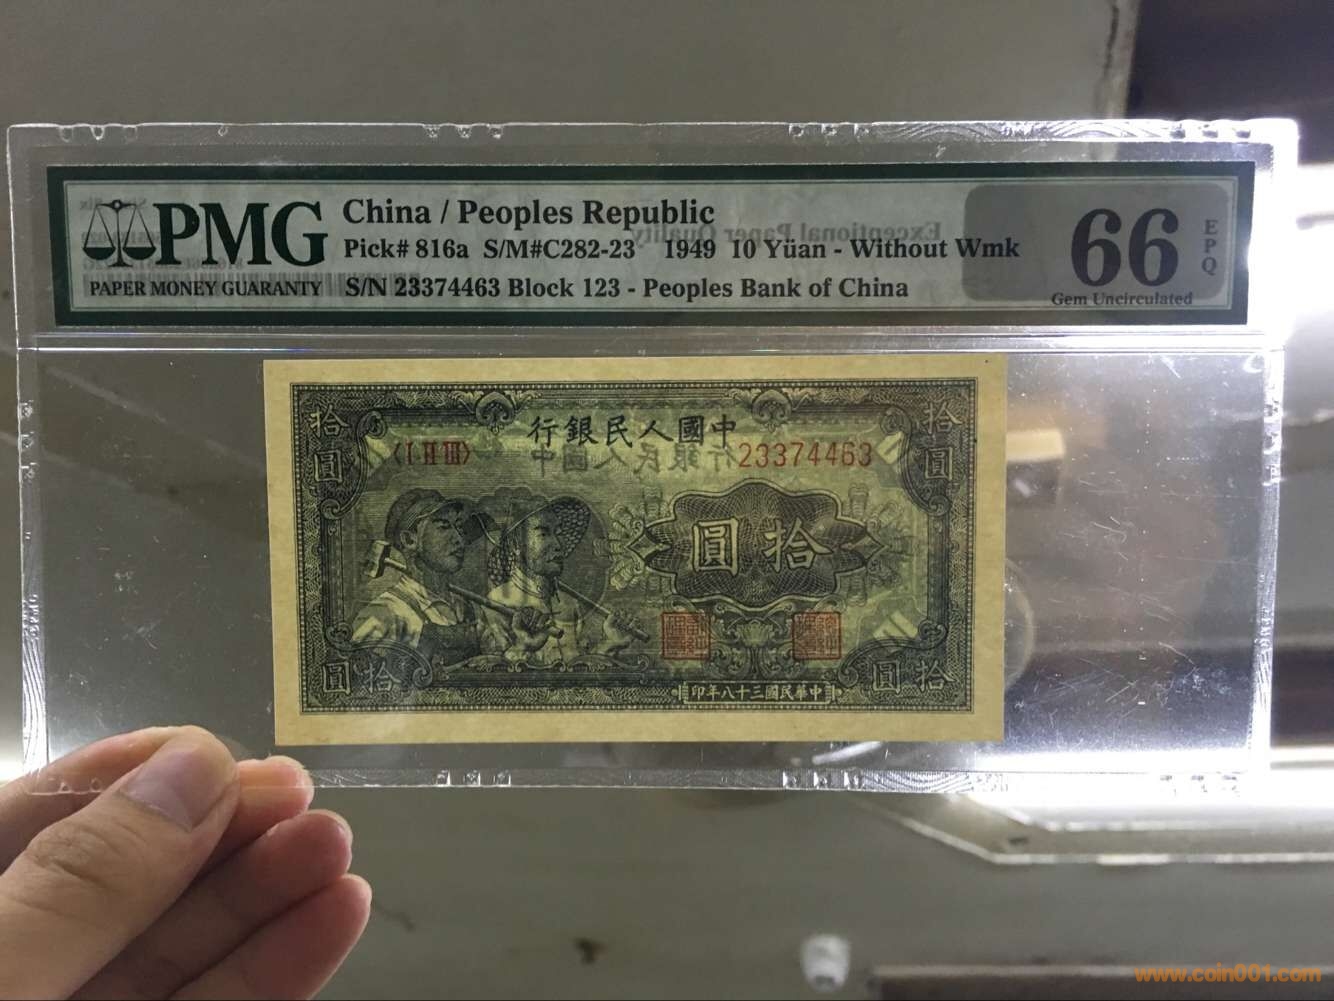 PMG
PAPER MONEY GUARANTY
China / Peoples Republic
Pick# 816a S/M#C282-23 1949 10 Yüan - Without Wmk
S/N 23374463 Block 123 - Peoples Bank of China
66
EPQ
Gem Uncirculated
Exceptional Paper Quality
拾圓
行銀民人國中
拾圓
〈I II III〉
23374463
圓拾
圓拾
印年八十三國民華中
圓拾
www.coin001.com